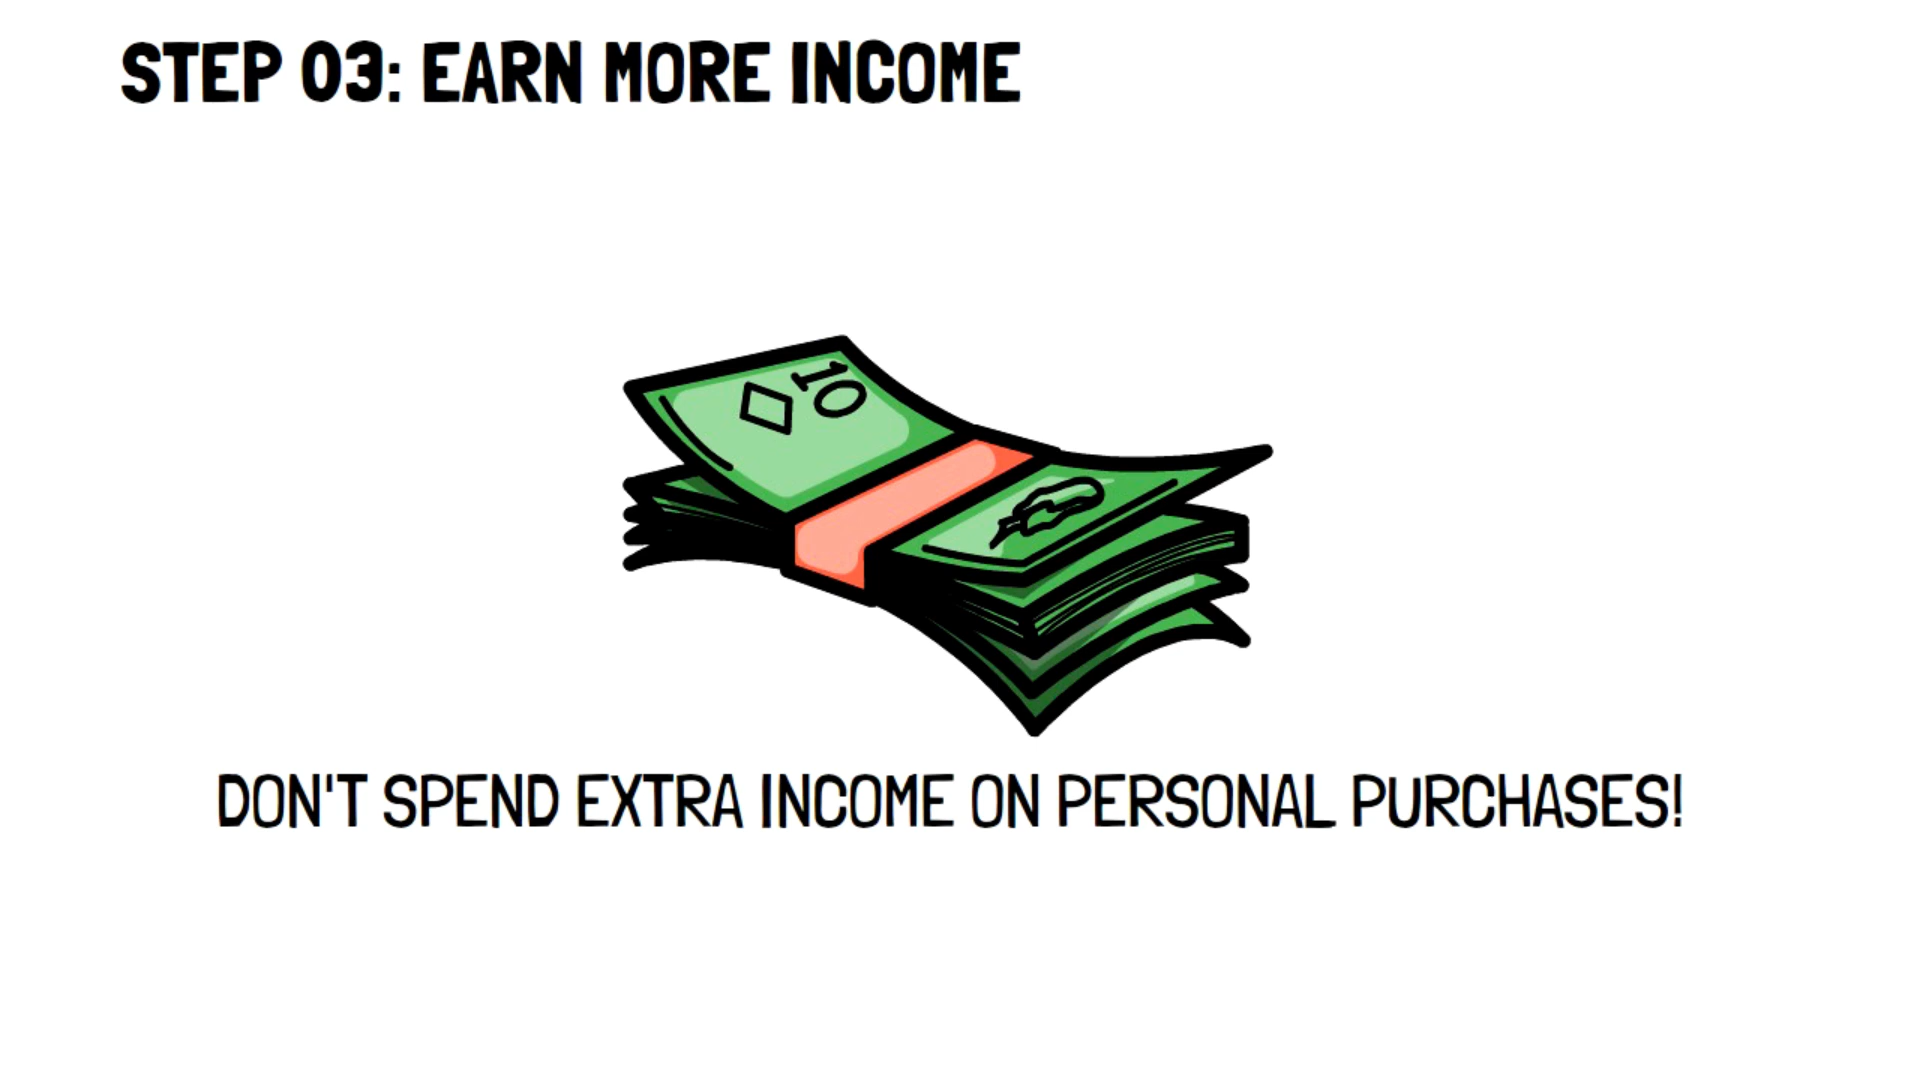 STEP 03: EARN MORE INCOME
10
DON'T SPEND EXTRA INCOME ON PERSONAL PURCHASES!